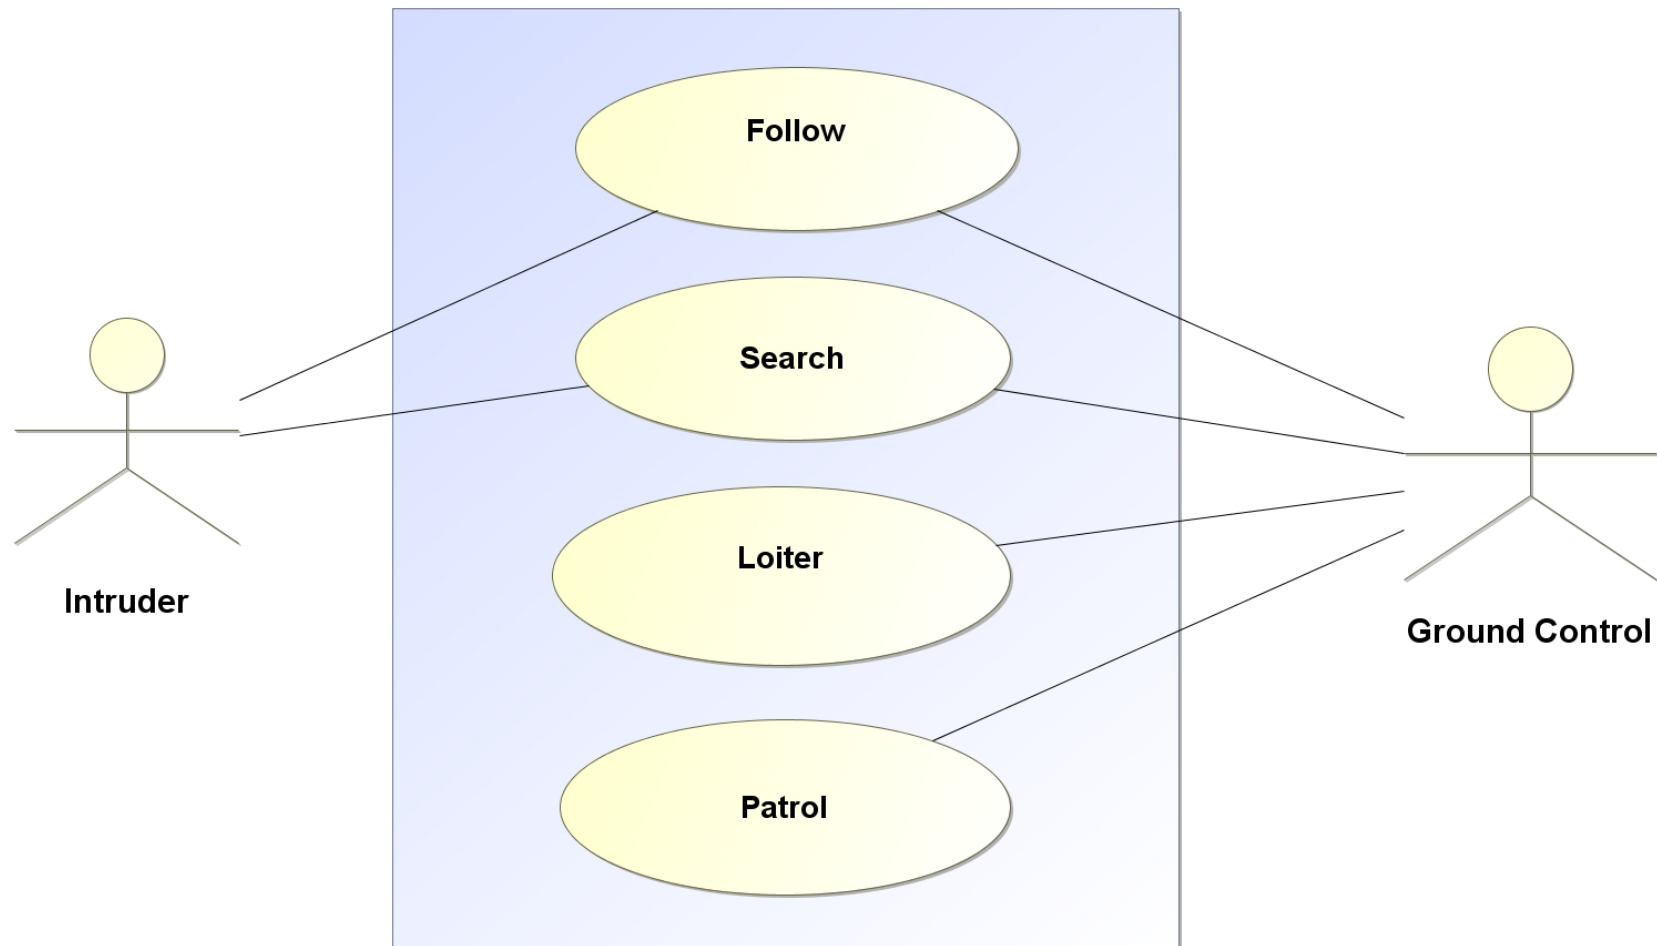 Follow
Search
Loiter
Patrol
Intruder
Ground Control